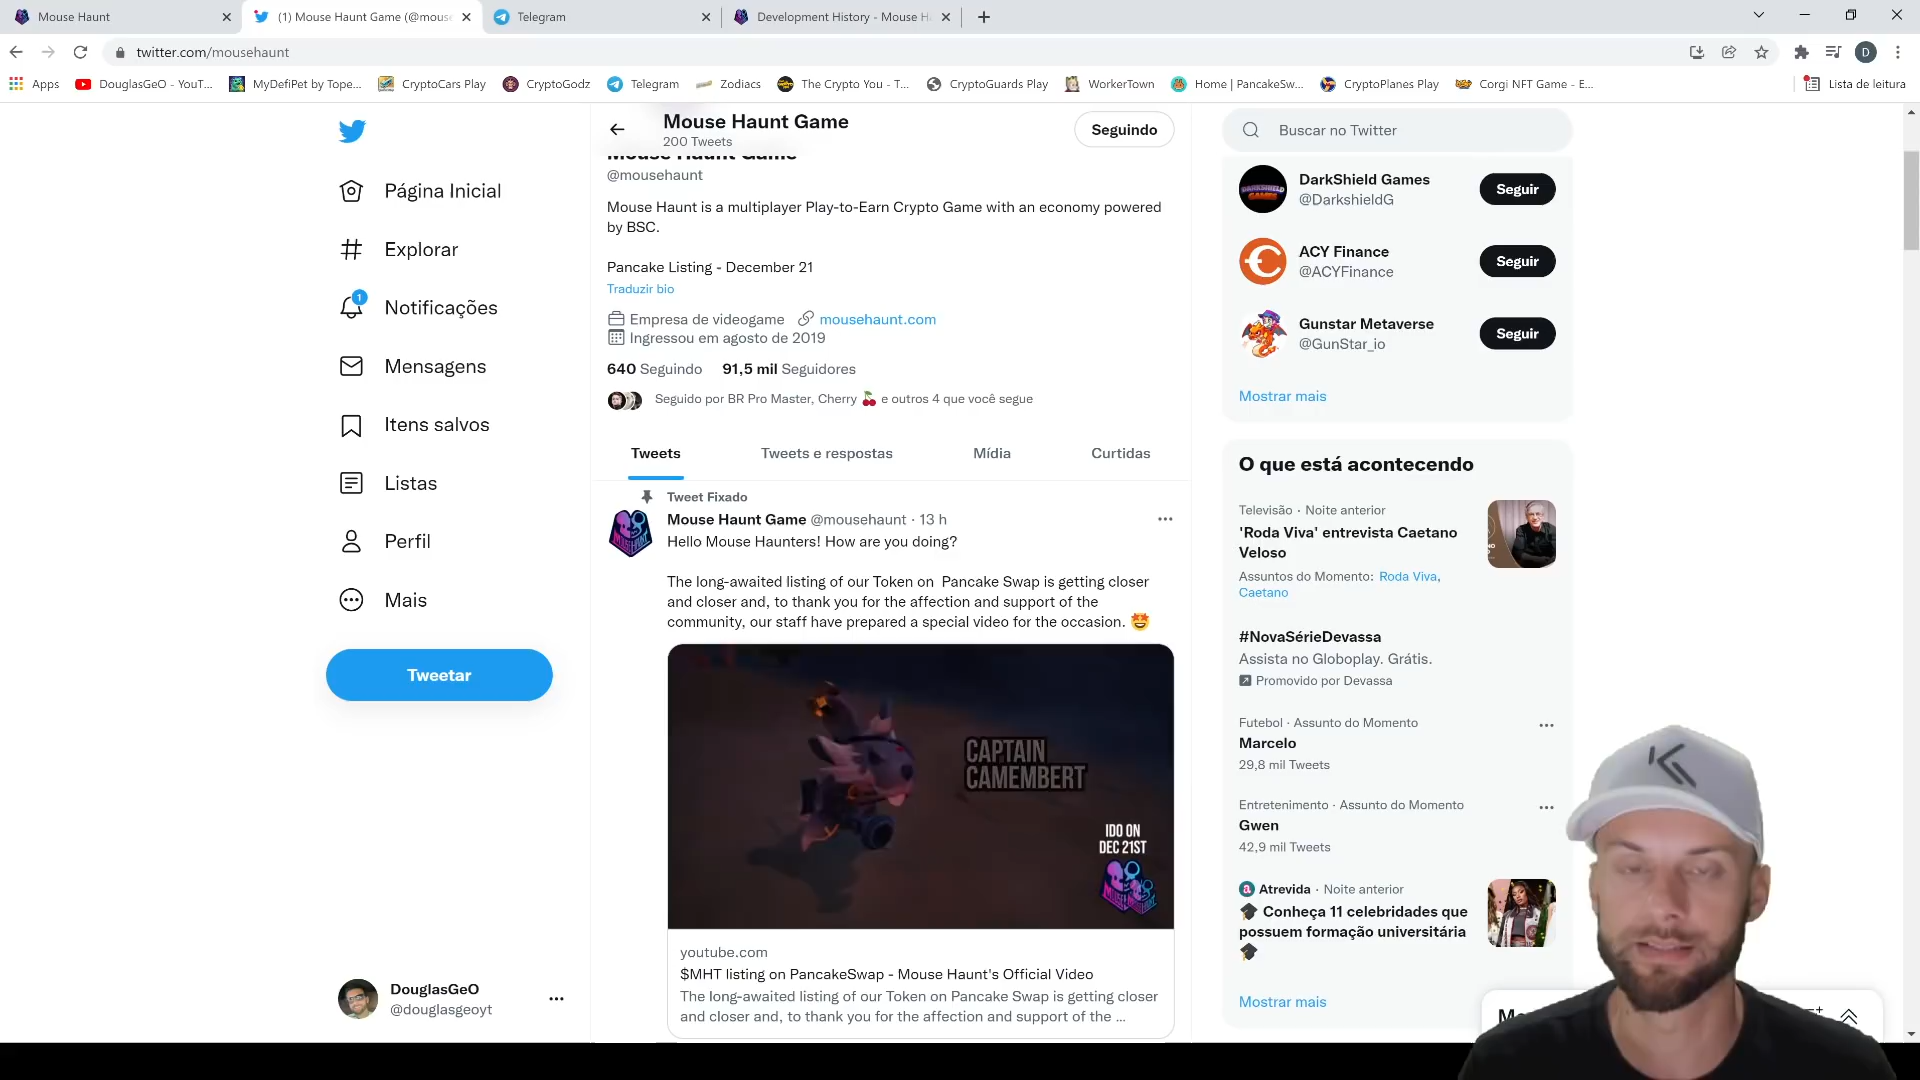 Mouse Haunt
(1) Mouse Haunt Game (@mouse
Telegram
Development History - Mouse H
twitter.com/mousehaunt
D
Apps
DouglasGeO - YouT...
MyDefiPet by Tope...
CryptoCars Play
CryptoGodz
Telegram
Zodiacs
The Crypto You - T...
CryptoGuards Play
WorkerTown
Home | PancakeSw...
CryptoPlanes Play
Corgi NFT Game - E...
Lista de leitura
Página Inicial
Explorar
1
Notificações
Mensagens
Itens salvos
Listas
Perfil
Mais
Tweetar
DouglasGeO
@douglasgeoyt
Mouse Haunt Game
200 Tweets
Seguindo
Mouse Haunt Game
@mousehaunt
Mouse Haunt is a multiplayer Play-to-Earn Crypto Game with an economy powered
by BSC.
Pancake Listing - December 21
Traduzir bio
Empresa de videogame mousehaunt.com
Ingressou em agosto de 2019
640 Seguindo 91,5 mil Seguidores
Seguido por BR Pro Master, Cherry 🍒 e outros 4 que você segue
Tweets
Tweets e respostas
Mídia
Curtidas
Tweet Fixado
Mouse Haunt Game @mousehaunt · 13 h
Hello Mouse Haunters! How are you doing?
The long-awaited listing of our Token on Pancake Swap is getting closer
and closer and, to thank you for the affection and support of the
community, our staff have prepared a special video for the occasion. 🤩
CAPTAIN
CAMEMBERT
IDO ON
DEC 21ST
youtube.com
$MHT listing on PancakeSwap - Mouse Haunt's Official Video
The long-awaited listing of our Token on Pancake Swap is getting closer
and closer and, to thank you for the affection and support of the ...
Buscar no Twitter
DARKSHIELD
GAMES
DarkShield Games
@DarkshieldG
Seguir
ACY Finance
@ACYFinance
Seguir
Gunstar Metaverse
@GunStar_io
Seguir
Mostrar mais
O que está acontecendo
Televisão · Noite anterior
'Roda Viva' entrevista Caetano
Veloso
Assuntos do Momento: Roda Viva,
Caetano
#NovaSérieDevassa
Assista no Globoplay. Grátis.
Promovido por Devassa
Futebol · Assunto do Momento
Marcelo
29,8 mil Tweets
Entretenimento · Assunto do Momento
Gwen
42,9 mil Tweets
Atrevida · Noite anterior
🎓 Conheça 11 celebridades que
possuem formação universitária
🎓
Mostrar mais